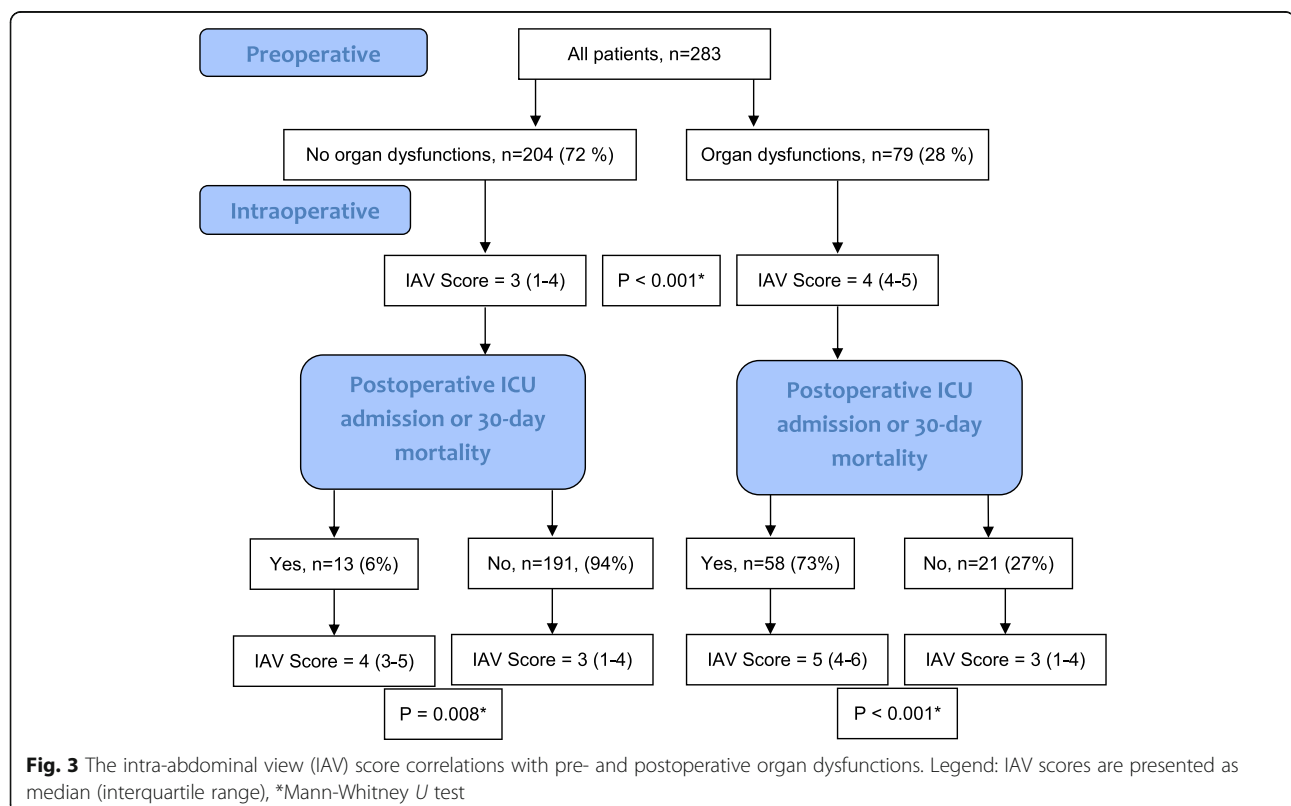 Preoperative
All patients, n=283
No organ dysfunctions, n=204 (72 %)
Organ dysfunctions, n=79 (28 %)
Intraoperative
IAV Score = 3 (1-4)
P < 0.001*
IAV Score = 4 (4-5)
Postoperative ICU
admission or 30-day
mortality
Postoperative ICU
admission or 30-day
mortality
Yes, n=13 (6%)
No, n=191, (94%)
Yes, n=58 (73%)
No, n=21 (27%)
IAV Score = 4 (3-5)
IAV Score = 3 (1-4)
IAV Score = 5 (4-6)
IAV Score = 3 (1-4)
P = 0.008*
P < 0.001*
Fig. 3 The intra-abdominal view (IAV) score correlations with pre- and postoperative organ dysfunctions. Legend: IAV scores are presented as
median (interquartile range), *Mann-Whitney U test